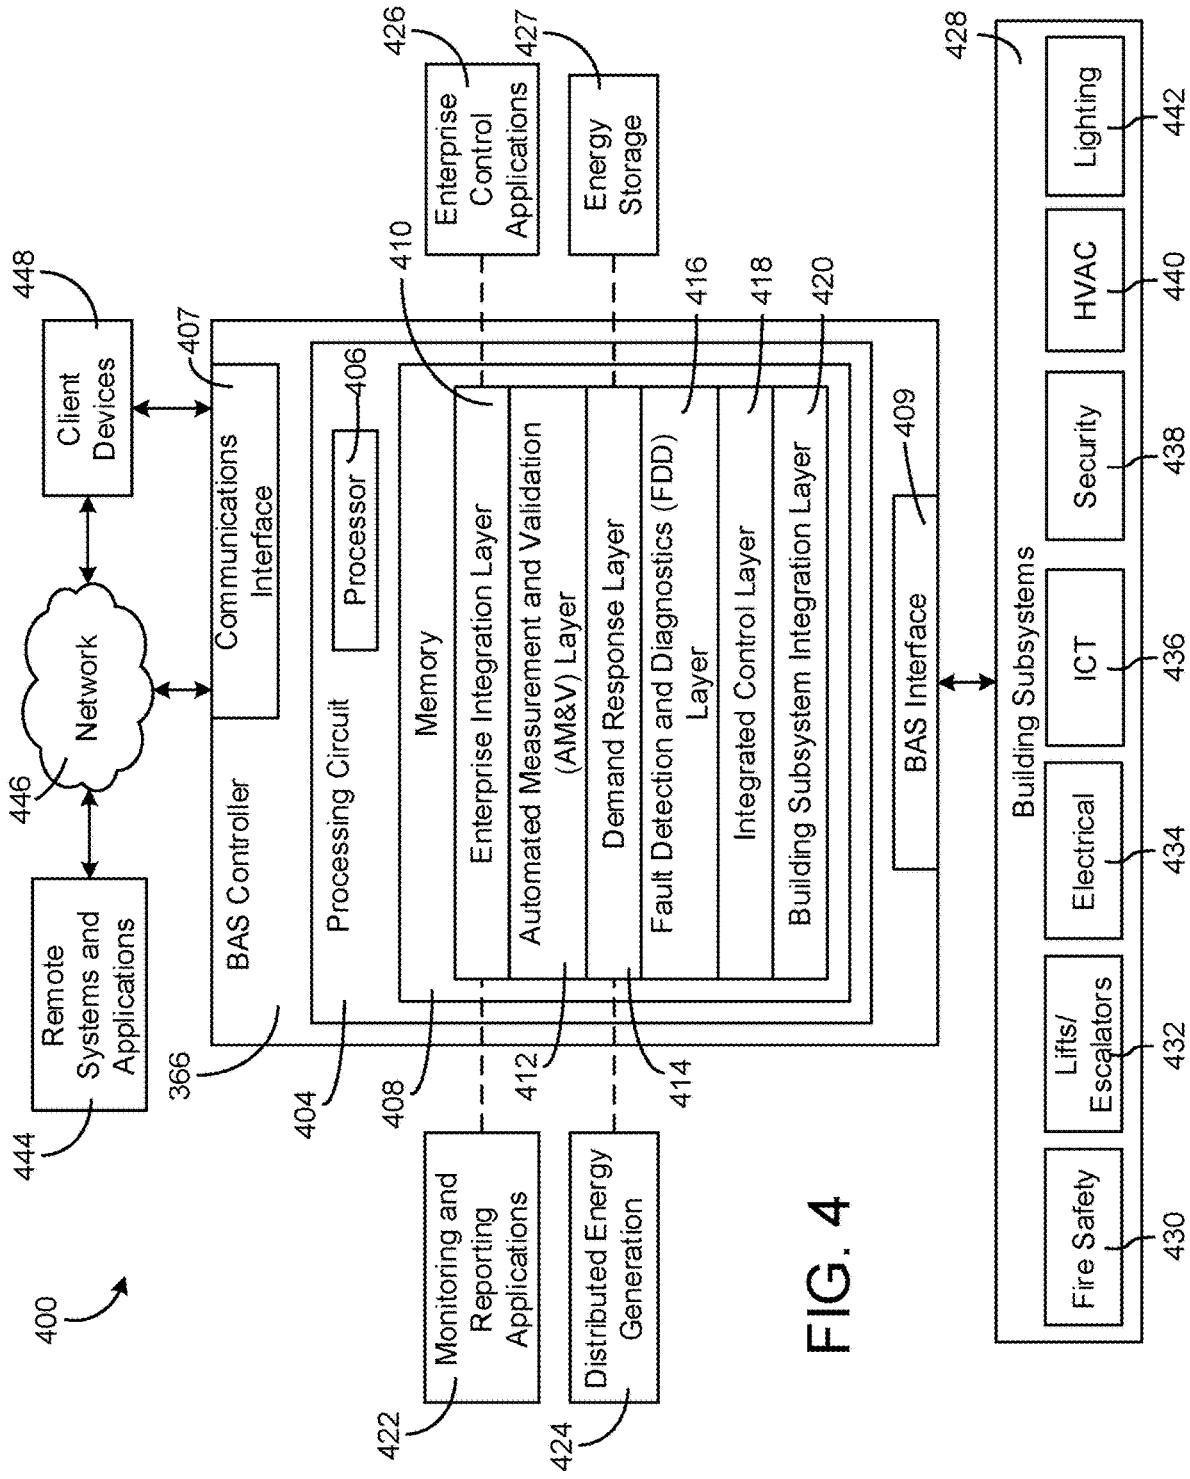 400
444
Remote
Systems and
Applications
446
Network
448
Client
Devices
366
BAS Controller
407
Communications
Interface
404
Processing Circuit
Processor
406
408
Memory
410
Enterprise Integration Layer
Automated Measurement and Validation
(AM&V) Layer
412
Demand Response Layer
414
Fault Detection and Diagnostics (FDD)
Layer
416
Integrated Control Layer
418
Building Subsystem Integration Layer
420
422
Monitoring and
Reporting
Applications
424
Distributed Energy
Generation
426
Enterprise
Control
Applications
427
Energy
Storage
BAS Interface
409
Building Subsystems
428
Fire Safety
430
Lifts/
Escalators
432
Electrical
434
ICT
436
Security
438
HVAC
440
Lighting
442
FIG. 4